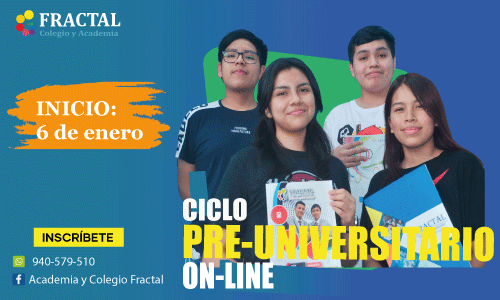 FRACTAL
Colegio y Academia
INICIO:
6 de enero
CICLO
PRE-UNIVERSITARIO
ON-LINE
INSCRÍBETE
940-579-510
Academia y Colegio Fractal
FRACTAL